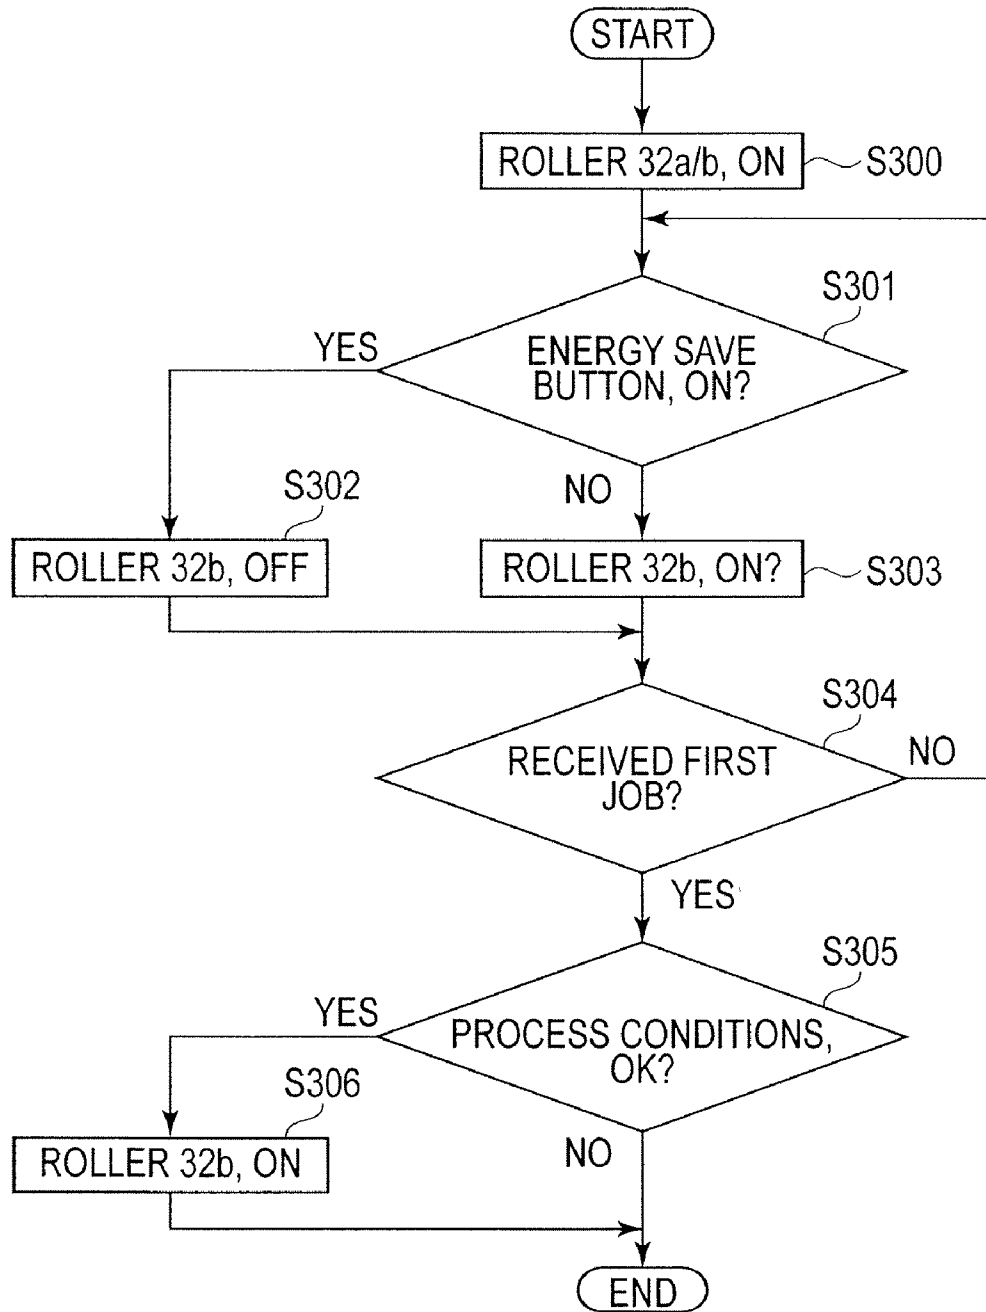 START
ROLLER 32a/b, ON
S300
S301
YES
ENERGY SAVE
BUTTON, ON?
NO
S302
ROLLER 32b, OFF
ROLLER 32b, ON?
S303
S304
RECEIVED FIRST
JOB?
NO
YES
S305
YES
PROCESS CONDITIONS,
OK?
S306
ROLLER 32b, ON
NO
END